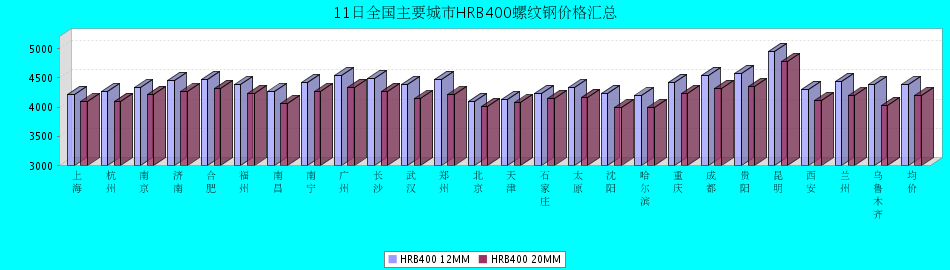 11日全国主要城市HRB400螺纹钢价格汇总
5000
4500
4000
3500
3000
上海
杭州
南京
济南
合肥
福州
南昌
南宁
广州
长沙
武汉
郑州
北京
天津
石家庄
太原
沈阳
哈尔滨
重庆
成都
贵阳
昆明
西安
兰州
乌鲁木齐
均价
HRB400 12MM
HRB400 20MM